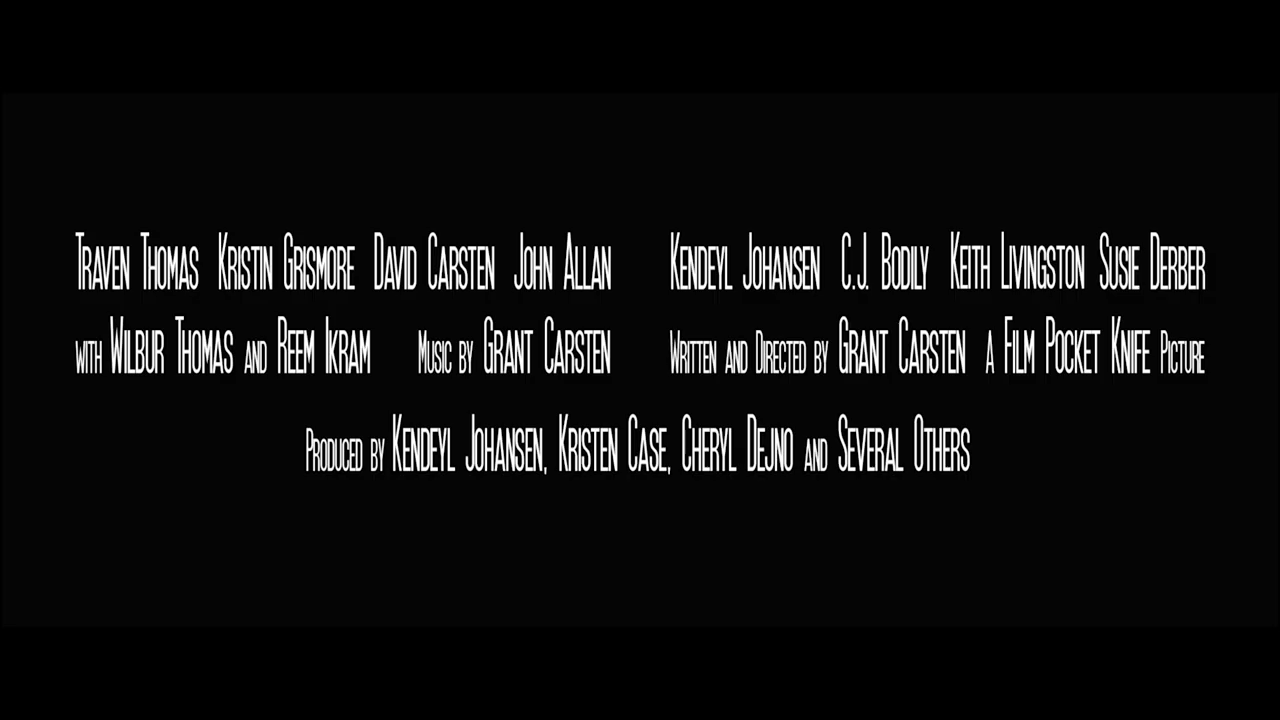 Traven Thomas Kristin Grismore David Carsten John Allan Kendeyl Johansen C.J. Bodily Keith Livingston Susie Derber
with Wilbur Thomas and Reem Ikram Music by Grant Carsten Written and Directed by Grant Carsten a Film Pocket Knife Picture
Produced by Kendeyl Johansen, Kristen Case, Cheryl Dejno and Several Others